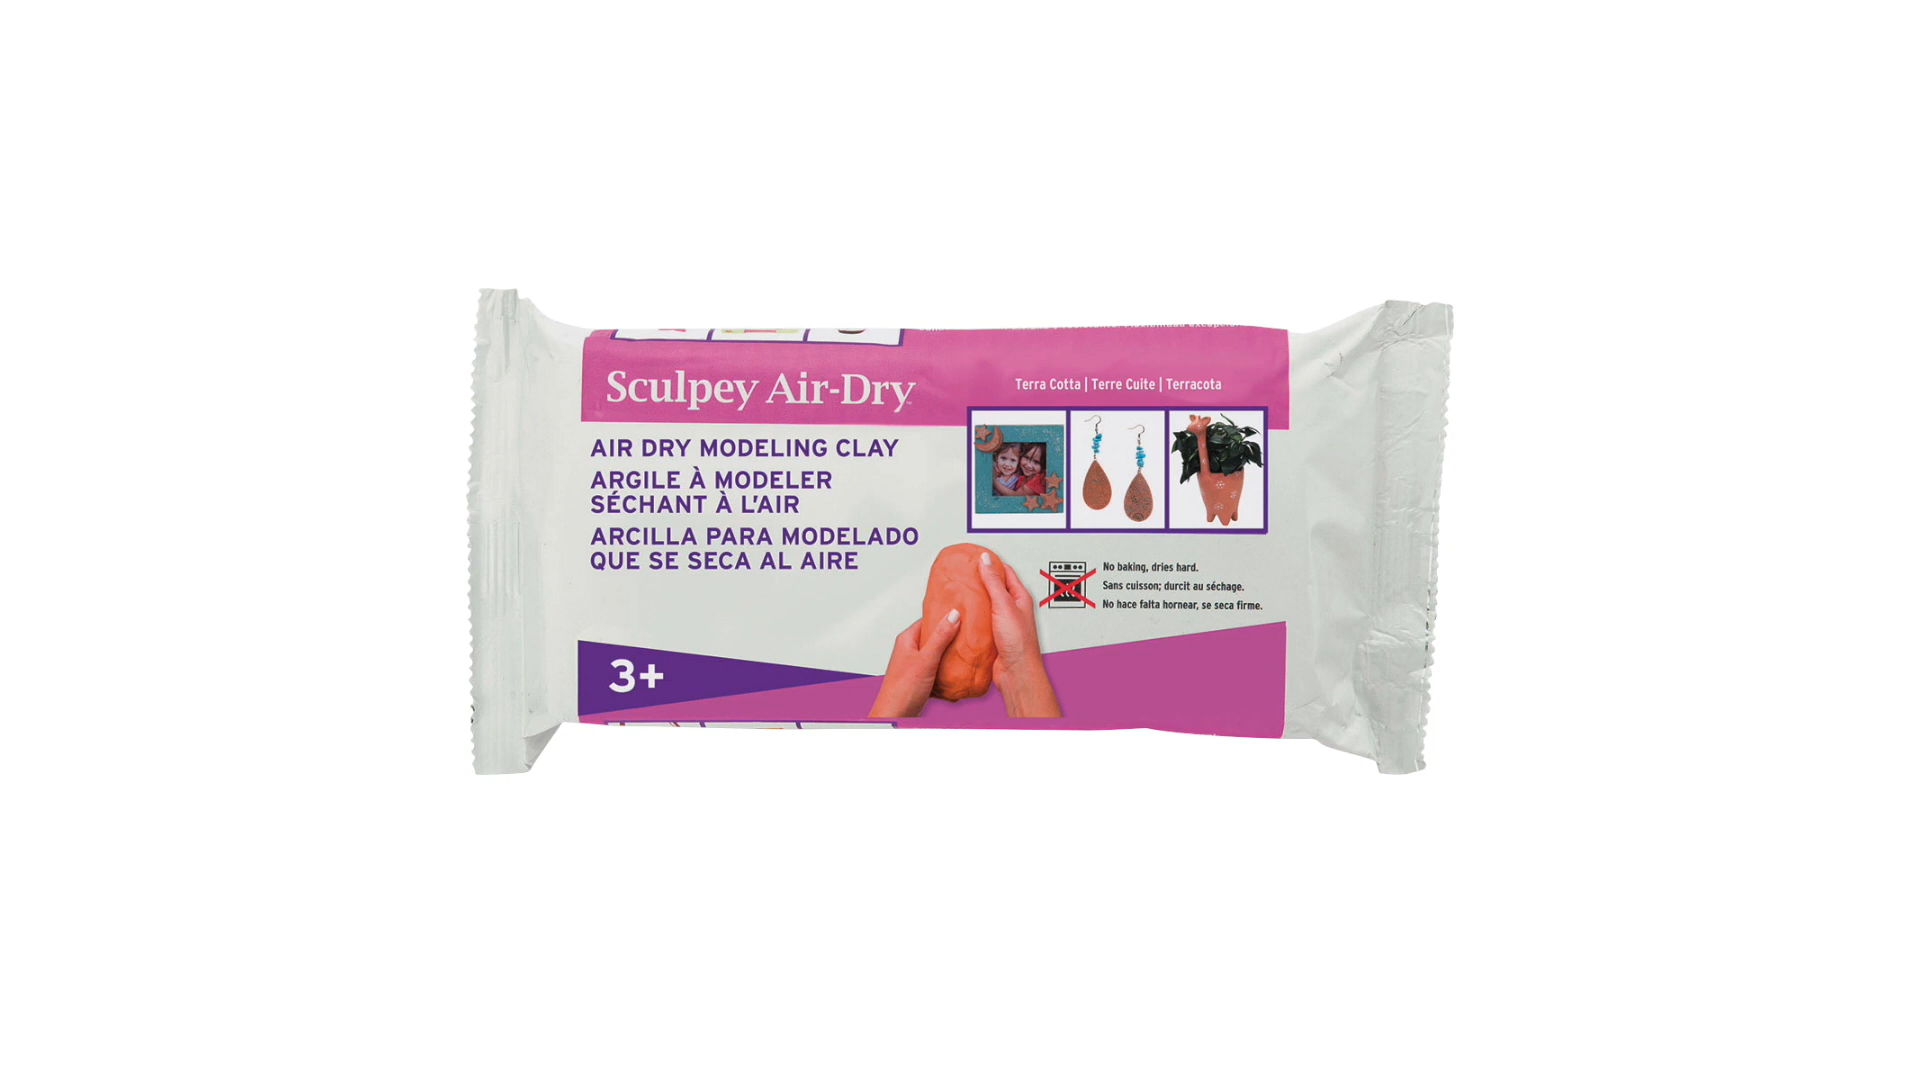 Sculpey Air-Dry
Terra Cotta | Terre Cuite | Terracota
AIR DRY MODELING CLAY
ARGILE À MODELER
SÉCHANT À L'AIR
ARCILLA PARA MODELADO
QUE SE SECA AL AIRE
No baking, dries hard.
Sans cuisson; durcit au séchage.
No hace falta hornear, se seca firme.
3+